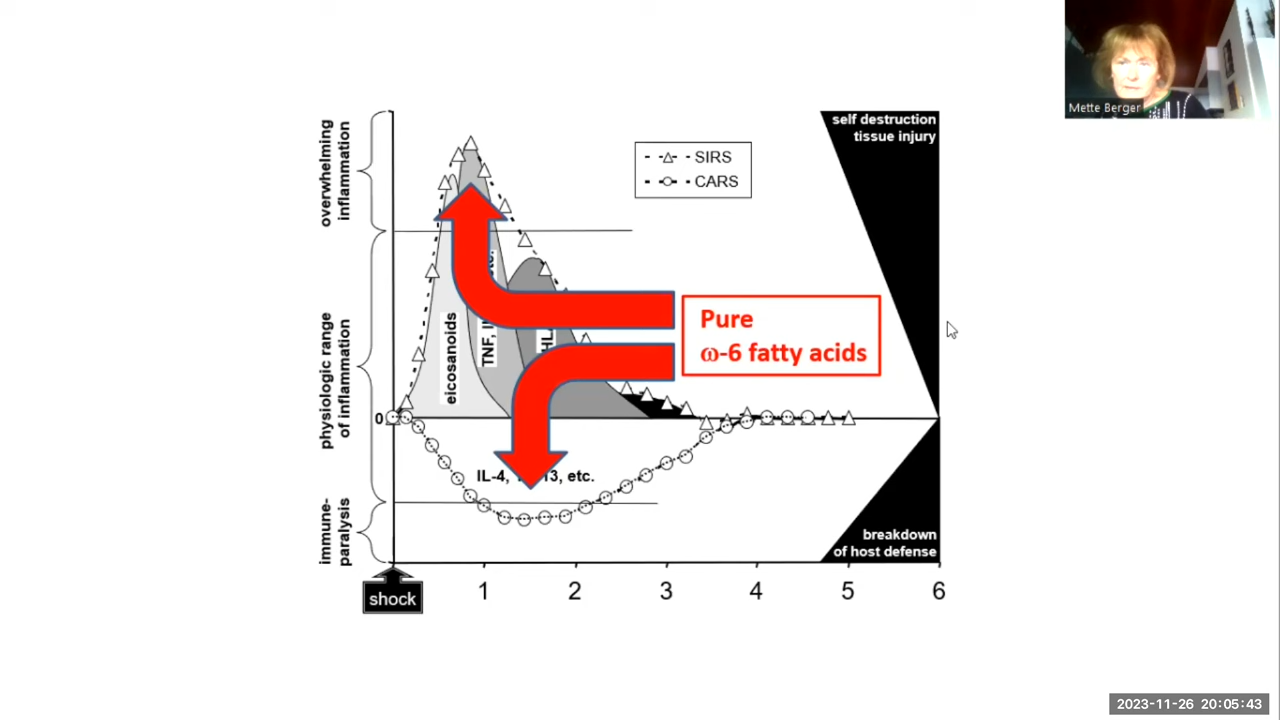 Mette Berger
self destruction
tissue injury
overwhelming
inflammation
SIRS
CARS
physiologic range
of inflammation
eicosanoids
TNF,
Pure
ω-6 fatty acids
0
IL-4, 13, etc.
immune-
paralysis
breakdown
of host defense
shock
1 2 3 4 5 6
2023-11-26 20:05:43